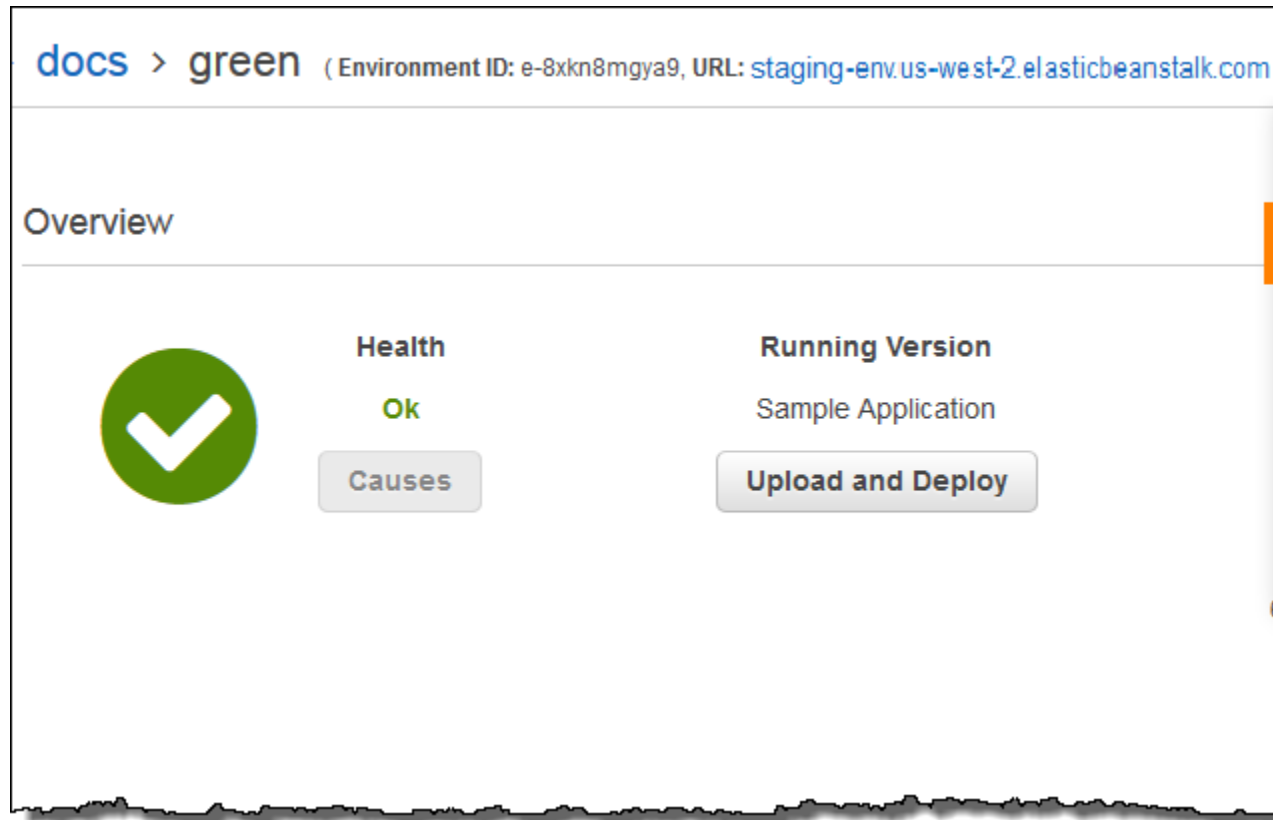 docs > green ( Environment ID: e-8xkn8mgya9, URL: staging-env.us-west-2.elasticbeanstalk.com
Overview
Health
Running Version
Ok
Sample Application
Causes
Upload and Deploy